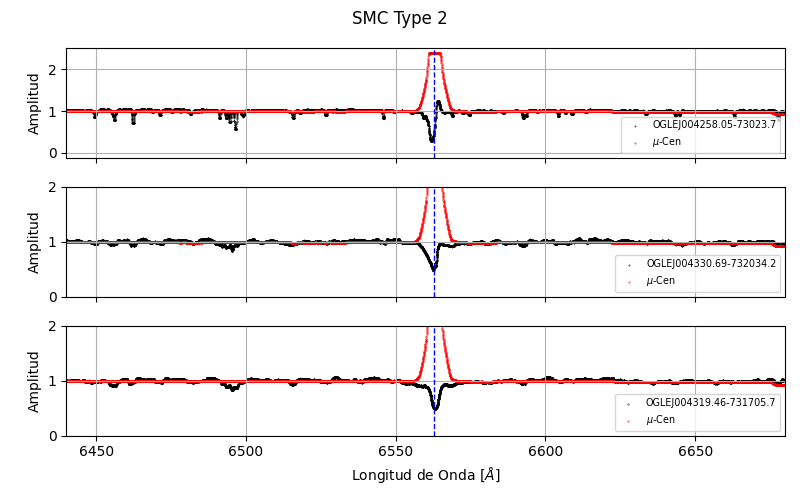 SMC Type 2
Amplitud
2
1
0
OGLEJ004258.05-73023.7
μ-Cen
Amplitud
2
1
0
OGLEJ004330.69-732034.2
μ-Cen
Amplitud
2
1
0
OGLEJ004319.46-731705.7
μ-Cen
6450 6500 6550 6600 6650
Longitud de Onda [Å]